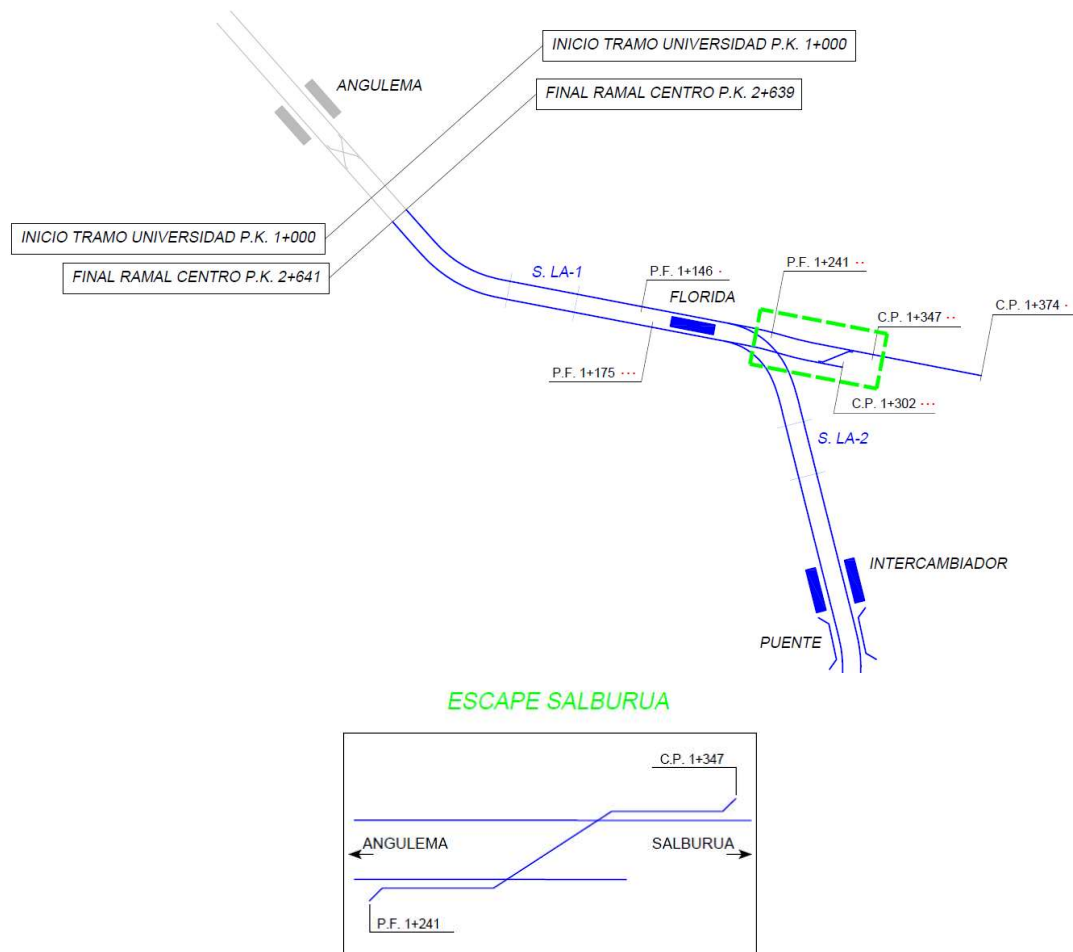 INICIO TRAMO UNIVERSIDAD P.K. 1+000
ANGULEMA
FINAL RAMAL CENTRO P.K. 2+639
INICIO TRAMO UNIVERSIDAD P.K. 1+000
FINAL RAMAL CENTRO P.K. 2+641
S. LA-1
P.F. 1+146 ·
P.F. 1+241 ··
FLORIDA
C.P. 1+347 ··
C.P. 1+374 ·
P.F. 1+175 ···
C.P. 1+302 ···
S. LA-2
INTERCAMBIADOR
PUENTE
ESCAPE SALBURUA
C.P. 1+347
ANGULEMA
SALBURUA
P.F. 1+241